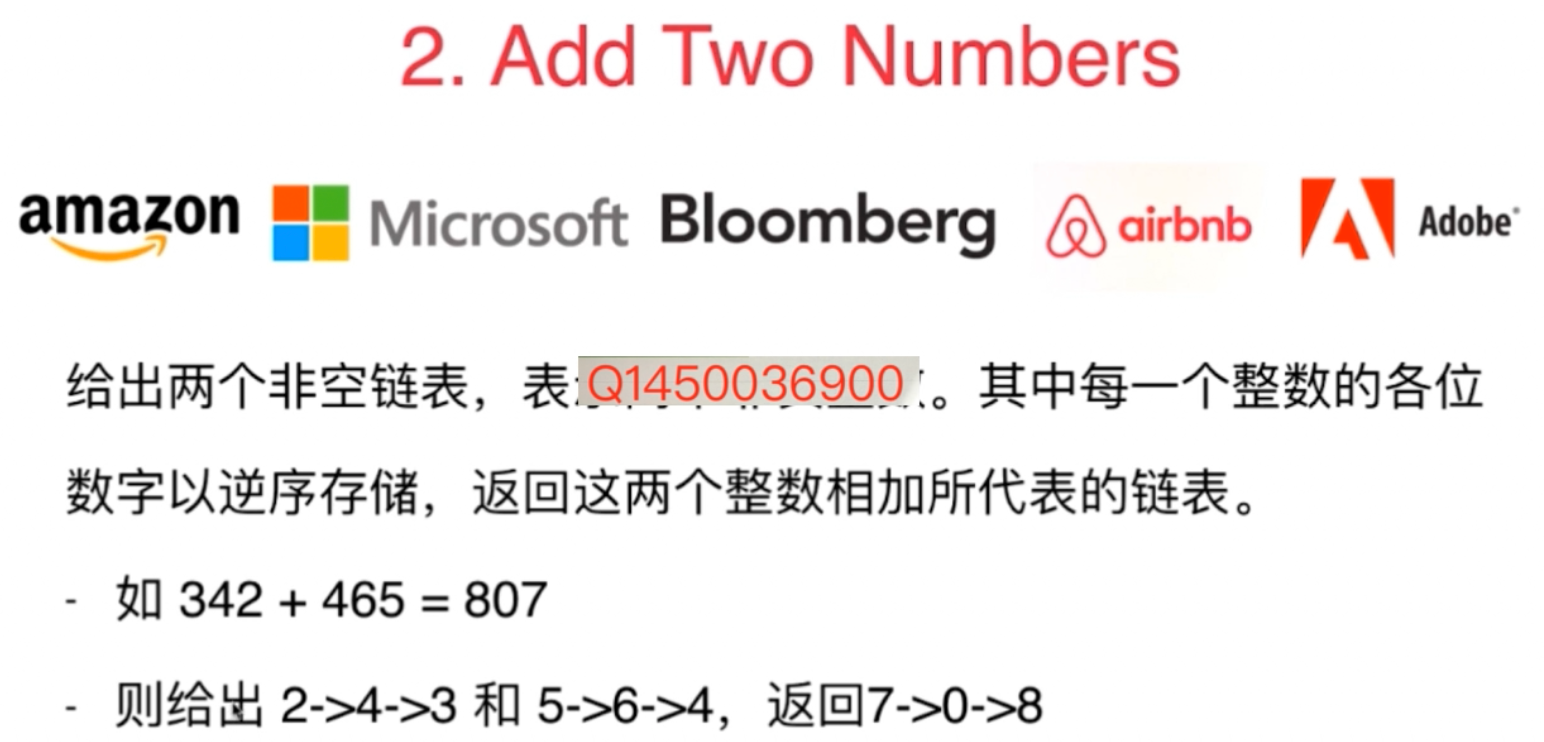 2. Add Two Numbers
amazon Microsoft Bloomberg airbnb Adobe
给出两个非空链表，表 Q1450036900 。其中每一个整数的各位
数字以逆序存储，返回这两个整数相加所代表的链表。
- 如 342 + 465 = 807
- 则给出 2->4->3 和 5->6->4，返回7->0->8